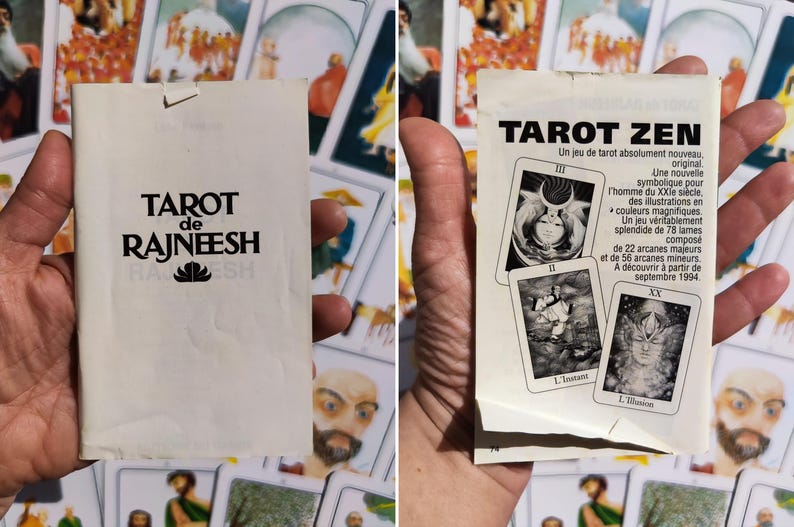 TAROT
de
RAJNEESH
TAROT ZEN
Un jeu de tarot absolument nouveau,
original.
Une nouvelle
symbolique pour
l'homme du XXIe siècle,
des illustrations en
couleurs magnifiques.
Un jeu véritablement
splendide de 78 lames
composé
de 22 arcanes majeurs
et de 56 arcanes mineurs.
A découvrir à partir de
septembre 1994.
III
II
L'Instant
XX
L'Illusion
74